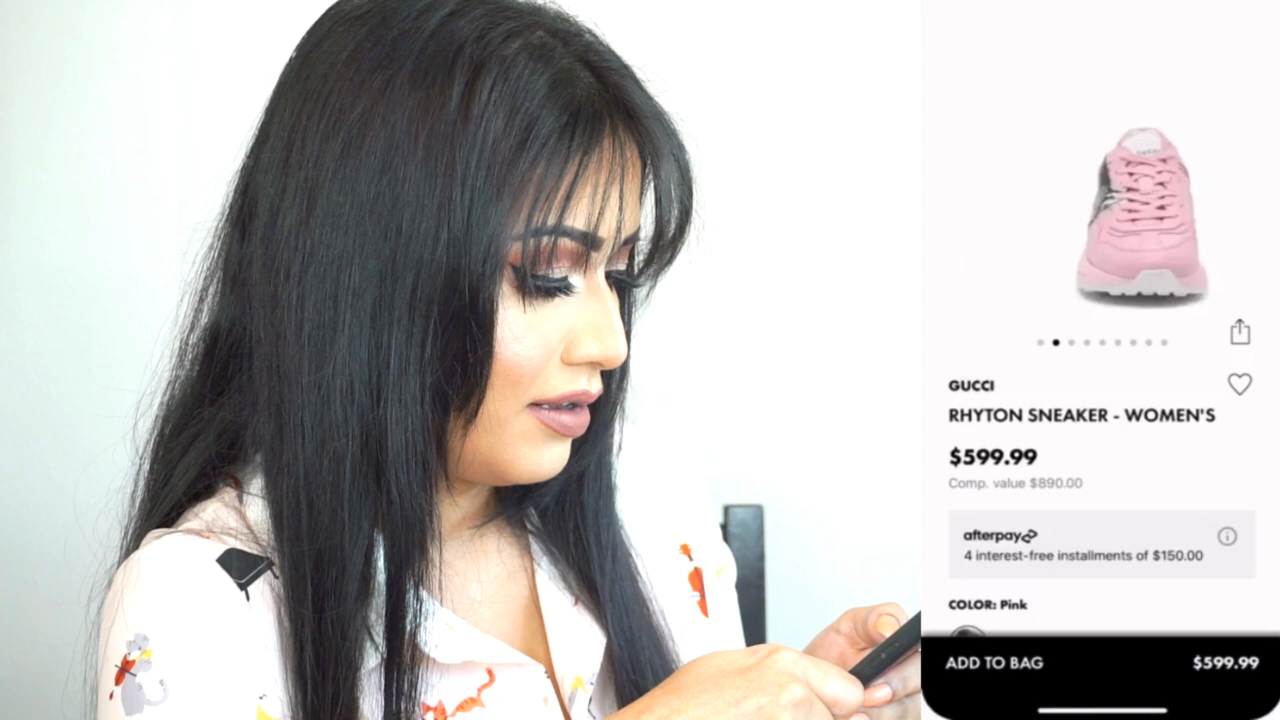 GUCCI
RHYTON SNEAKER - WOMEN'S
$599.99
Comp. value $890.00
afterpay
4 interest-free installments of $150.00
COLOR: Pink
ADD TO BAG $599.99